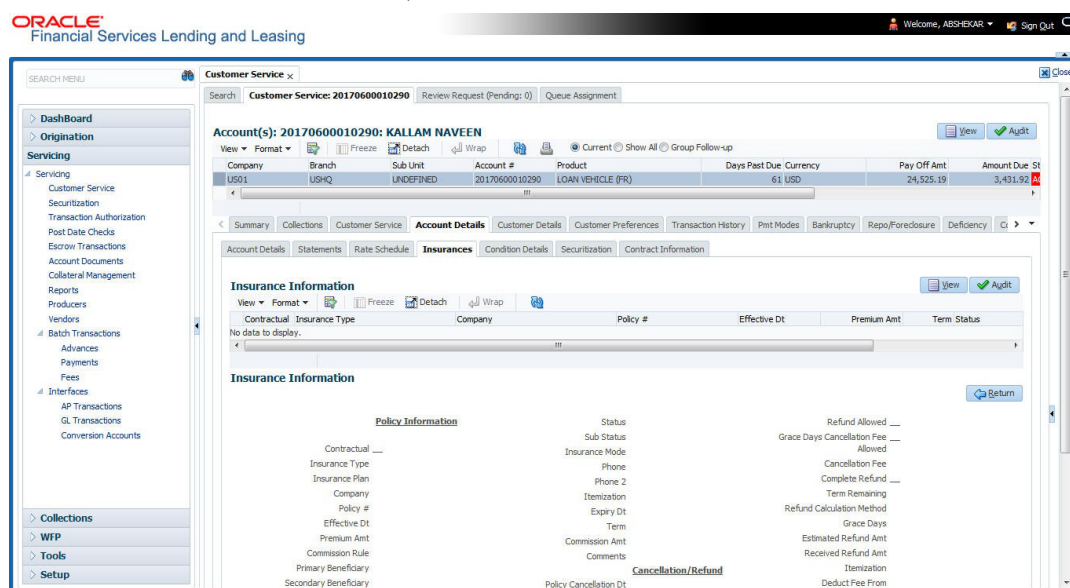 ORACLE
Financial Services Lending and Leasing
Welcome, ABSHEKAR
Sign Out
SEARCH MENU
Customer Service x
Close
Search Customer Service: 20170600010290 Review Request (Pending: 0) Queue Assignment
DashBoard
Origination
Servicing
Servicing
Customer Service
Securitization
Transaction Authorization
Post Date Checks
Escrow Transactions
Account Documents
Collateral Management
Reports
Producers
Vendors
Batch Transactions
Advances
Payments
Fees
Interfaces
AP Transactions
GL Transactions
Conversion Accounts
Collections
WFP
Tools
Setup
Account(s): 20170600010290: KALLAM NAVEEN
View Audit
View Format Freeze Detach Wrap Current Show All Group Follow-up
Company Branch Sub Unit Account # Product Days Past Due Currency Pay Off Amt Amount Due St
US01 USHQ UNDEFINED 20170600010290 LOAN VEHICLE (FR) 61 USD 24,525.19 3,431.92
Summary Collections Customer Service Account Details Customer Details Customer Preferences Transaction History Pmt Modes Bankruptcy Repo/Foreclosure Deficiency
Account Details Statements Rate Schedule Insurances Condition Details Securitization Contract Information
Insurance Information
View Audit
View Format Freeze Detach Wrap
Contractual Insurance Type Company Policy # Effective Dt Premium Amt Term Status
No data to display.
Insurance Information
Return
Policy Information
Contractual
Insurance Type
Insurance Plan
Company
Policy #
Effective Dt
Premium Amt
Commission Rule
Primary Beneficiary
Secondary Beneficiary
Status
Sub Status
Insurance Mode
Phone
Phone 2
Itemization
Expiry Dt
Term
Commission Amt
Comments
Cancellation/Refund
Policy Cancellation Dt
Refund Allowed
Grace Days Cancellation Fee
Allowed
Cancellation Fee
Complete Refund
Term Remaining
Refund Calculation Method
Grace Days
Estimated Refund Amt
Received Refund Amt
Itemization
Deduct Fee From